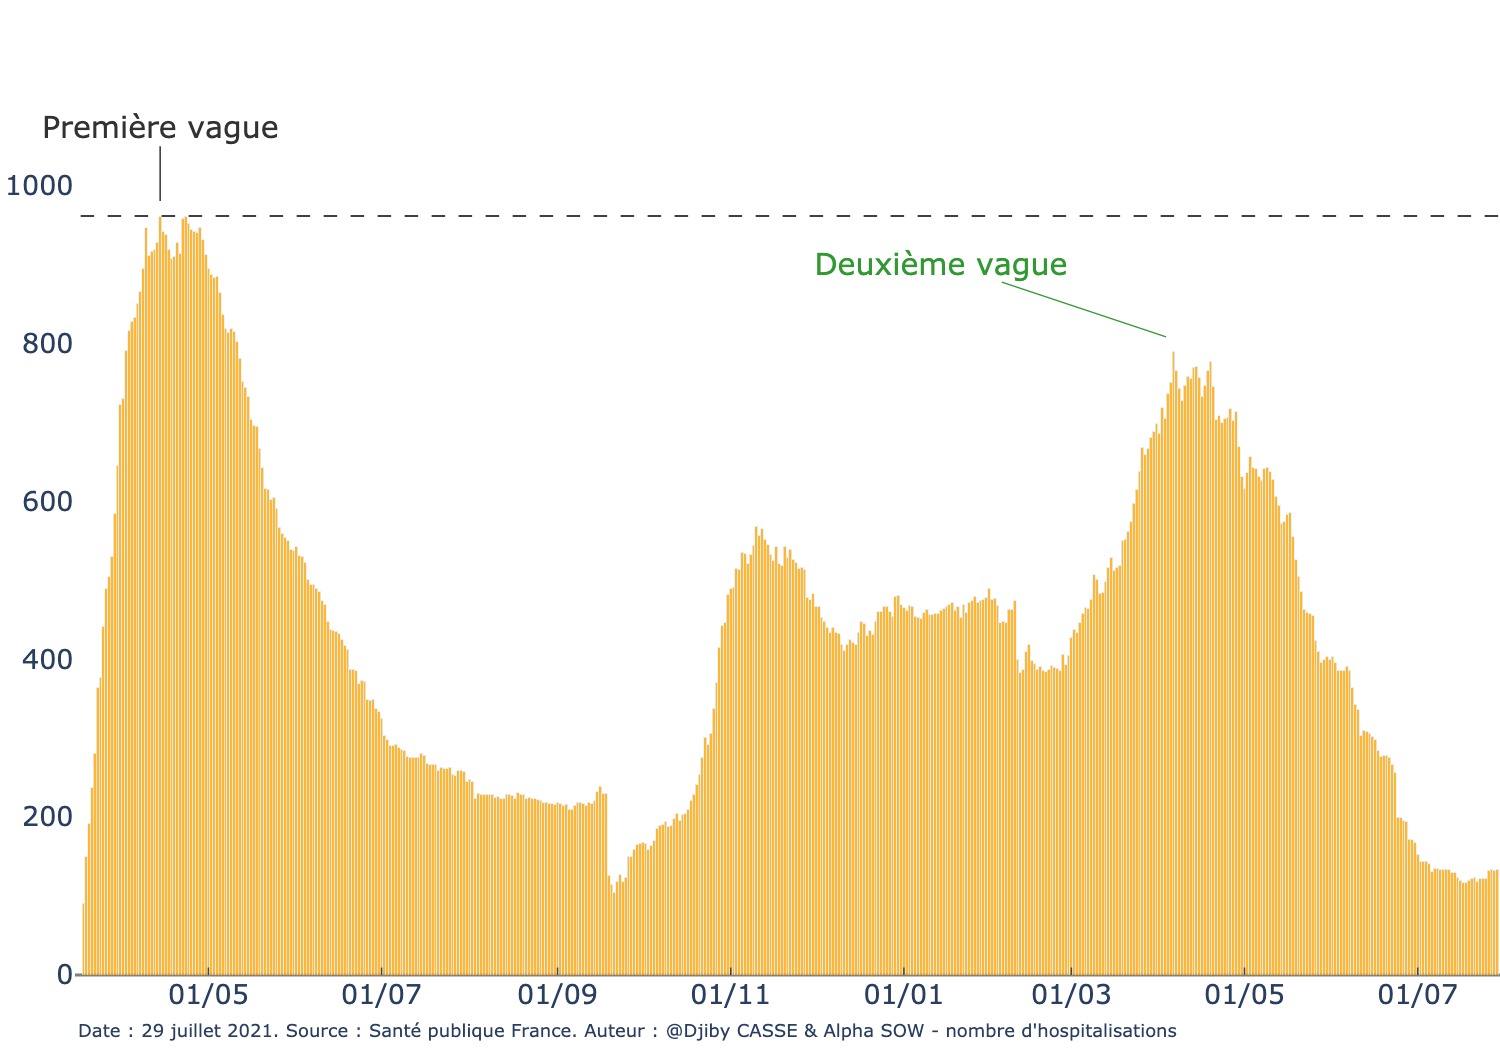 Première vague
1000
Deuxième vague
800
600
400
200
0
01/05 01/07 01/09 01/11 01/01 01/03 01/05 01/07
Date : 29 juillet 2021. Source : Santé publique France. Auteur : @Djiby CASSE & Alpha SOW - nombre d'hospitalisations